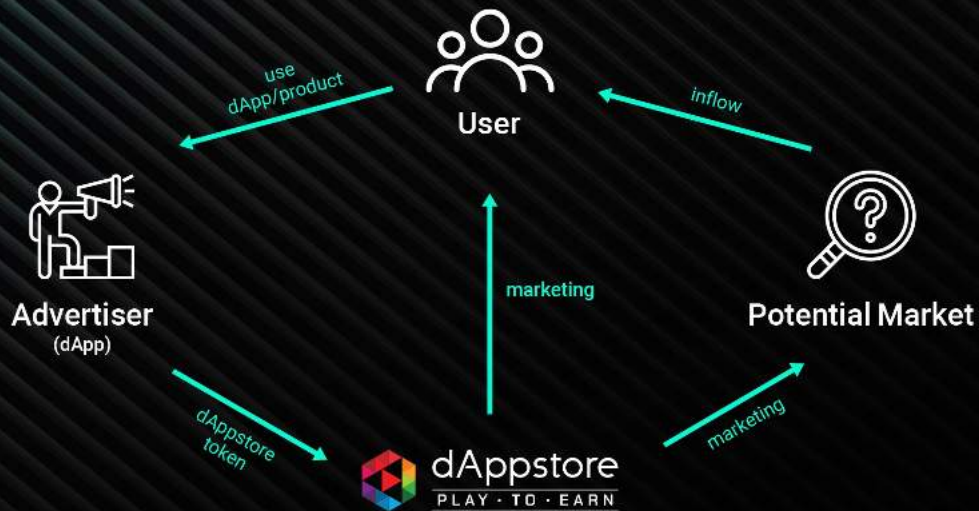 use
dApp/product
User
inflow
Advertiser
(dApp)
marketing
Potential Market
dAppstore
token
marketing
dAppstore
PLAY · TO · EARN